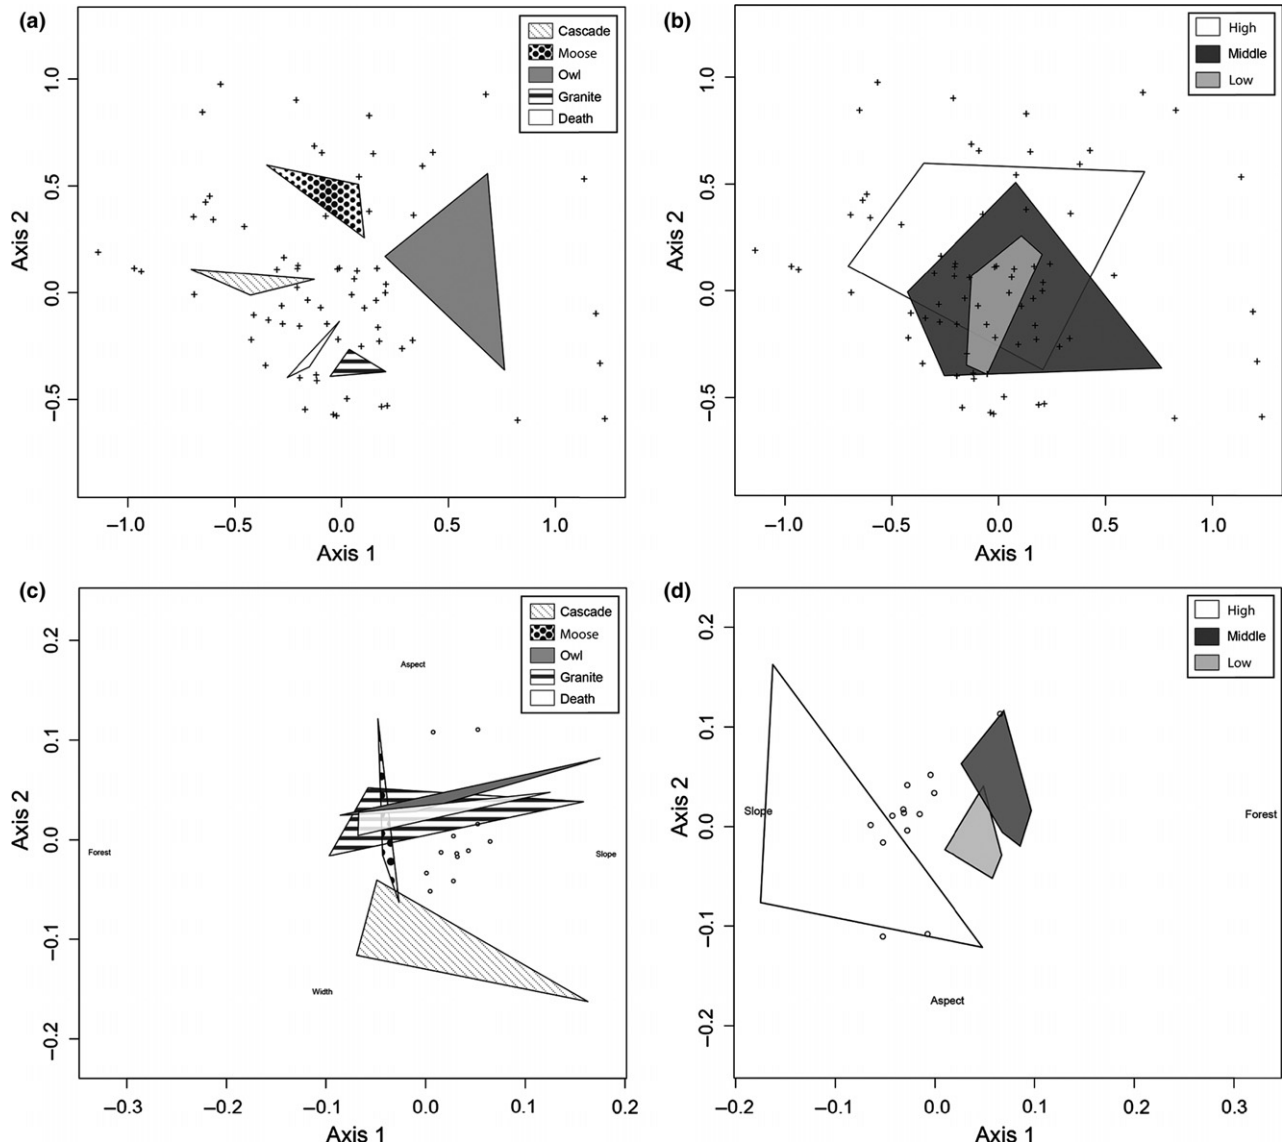 (a)
Cascade
Moose
Owl
Granite
Death
1.0
0.5
0.0
−0.5
Axis 2
−1.0 −0.5 0.0 0.5 1.0
Axis 1
(b)
High
Middle
Low
1.0
0.5
0.0
−0.5
Axis 2
−1.0 −0.5 0.0 0.5 1.0
Axis 1
(c)
Cascade
Moose
Owl
Granite
Death
Aspect
Forest
Slope
Width
0.2
0.1
0.0
−0.1
−0.2
Axis 2
−0.3 −0.2 −0.1 0.0 0.1 0.2
Axis 1
(d)
High
Middle
Low
Slope
Forest
Aspect
0.2
0.1
0.0
−0.1
−0.2
Axis 2
−0.2 −0.1 0.0 0.1 0.2 0.3
Axis 1